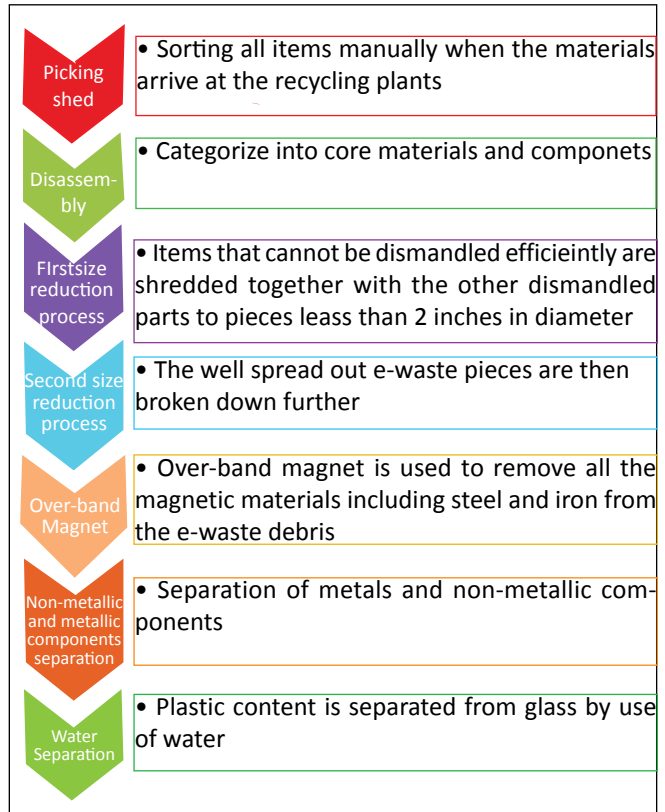 Picking
shed
• Sorting all items manually when the materials
arrive at the recycling plants
Disassem-
bly
• Categorize into core materials and componets
FIrstsize
reduction
process
• Items that cannot be dismandled efficieintly are
shredded together with the other dismandled
parts to pieces leass than 2 inches in diameter
Second size
reduction
process
• The well spread out e-waste pieces are then
broken down further
Over-band
Magnet
• Over-band magnet is used to remove all the
magnetic materials including steel and iron from
the e-waste debris
Non-metallic
and metallic
components
separation
• Separation of metals and non-metallic com-
ponents
Water
Separation
• Plastic content is separated from glass by use
of water